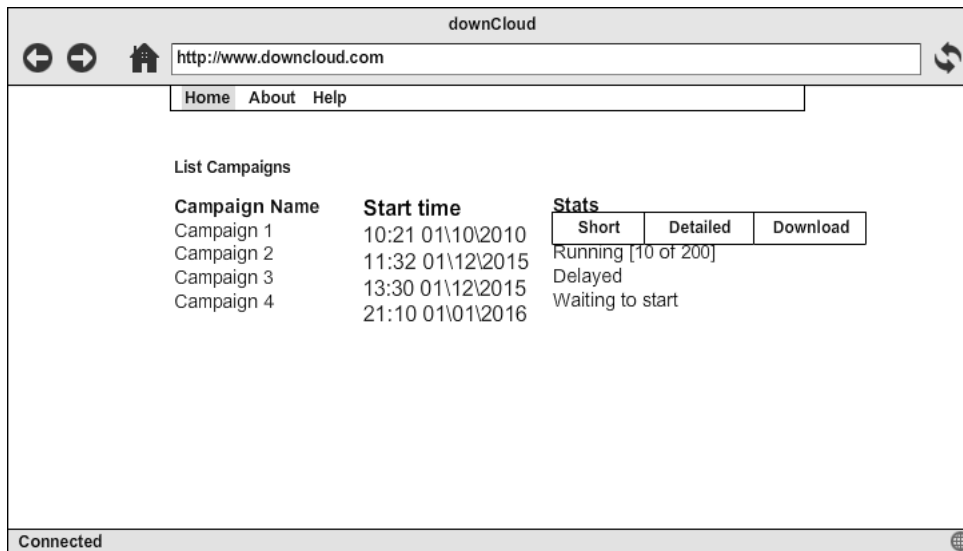 downCloud
http://www.downcloud.com
Home About Help
List Campaigns
Campaign Name Start time Stats
Campaign 1 10:21 01\10\2010 Short Detailed Download
Campaign 2 11:32 01\12\2015 Running [10 of 200]
Campaign 3 13:30 01\12\2015 Delayed
Campaign 4 21:10 01\01\2016 Waiting to start
Connected